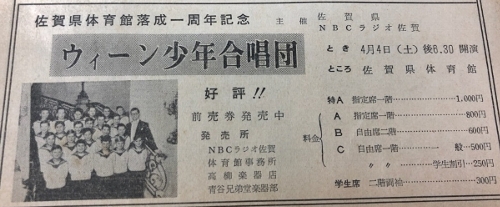 佐賀県体育館落成一周年記念
主催 佐賀県
NBCラジオ佐賀
ウィーン少年合唱団
とき 4月4日(土)後6.30開演
ところ 佐賀県体育館
好評!!
前売券発売中
発売所
NBCラジオ佐賀
体育館事務所
高柳楽器店
青谷兄弟堂楽器部
料金
特A 指定席一階……1,000円
A 指定席一階……800円
B 自由席二階……600円
C 自由席一階……一般…500円
〃 〃……学生割引…250円
学生席 二階両袖……300円